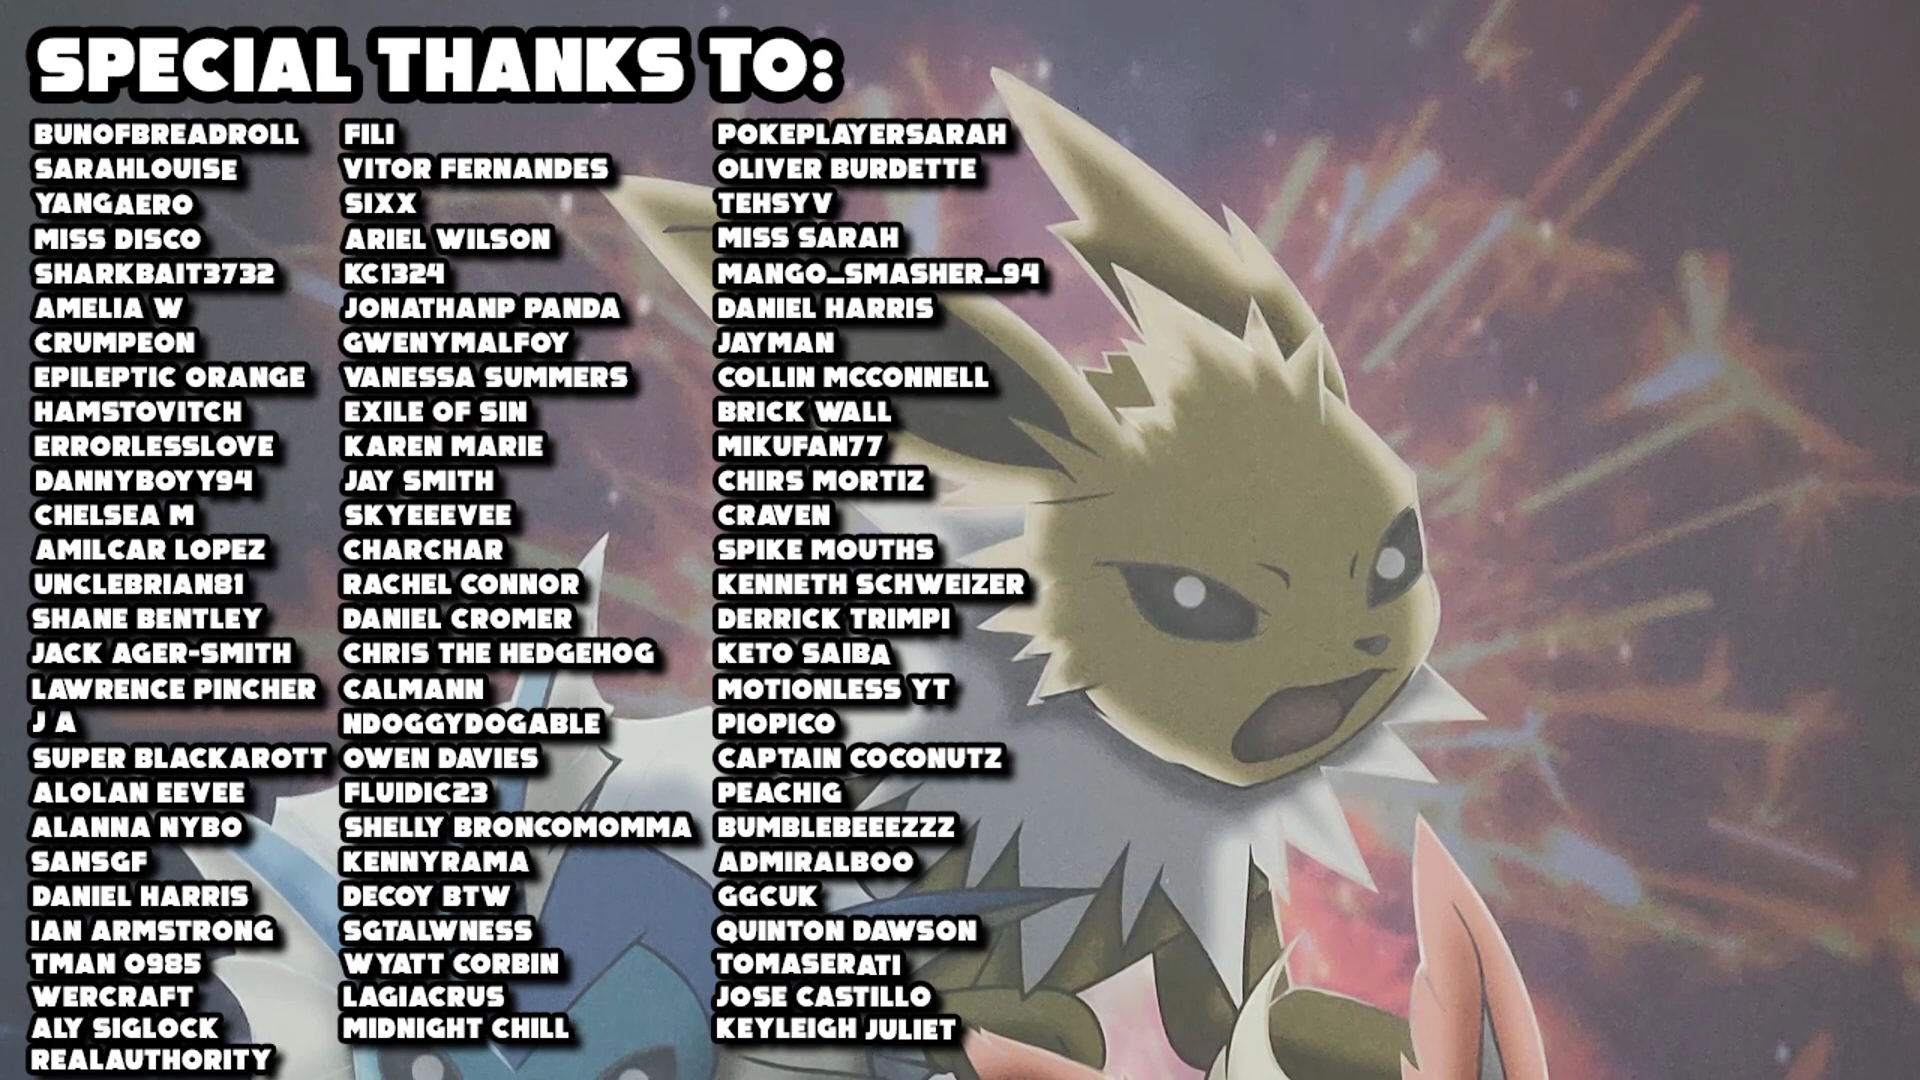 SPECIAL THANKS TO:
BUNOFBREADROLL
SARAHLOUISE
YANGAERO
MISS DISCO
SHARKBAIT3732
AMELIA W
CRUMPEON
EPILEPTIC ORANGE
HAMSTOVITCH
ERRORLESSLOVE
DANNYBOYY94
CHELSEA M
AMILCAR LOPEZ
UNCLEBRIAN81
SHANE BENTLEY
JACK AGER-SMITH
LAWRENCE PINCHER
J A
SUPER BLACKAROTT
ALOLAN EEVEE
ALANNA NYBO
SANSGF
DANIEL HARRIS
IAN ARMSTRONG
TMAN 0985
WERCRAFT
ALY SIGLOCK
REALAUTHORITY
FILI
VITOR FERNANDES
SIXX
ARIEL WILSON
KC1324
JONATHANP PANDA
GWENYMALFOY
VANESSA SUMMERS
EXILE OF SIN
KAREN MARIE
JAY SMITH
SKYEEEVEE
CHARCHAR
RACHEL CONNOR
DANIEL CROMER
CHRIS THE HEDGEHOG
CALMANN
NDOGGYDOGABLE
OWEN DAVIES
FLUIDIC23
SHELLY BRONCOMOMMA
KENNYRAMA
DECOY BTW
SGTALWNESS
WYATT CORBIN
LAGIACRUS
MIDNIGHT CHILL
POKEPLAYERSARAH
OLIVER BURDETTE
TEHSYV
MISS SARAH
MANGO_SMASHER_94
DANIEL HARRIS
JAYMAN
COLLIN MCCONNELL
BRICK WALL
MIKUFAN77
CHIRS MORTIZ
CRAVEN
SPIKE MOUTHS
KENNETH SCHWEIZER
DERRICK TRIMPI
KETO SAIBA
MOTIONLESS YT
PIOPICO
CAPTAIN COCONUTZ
PEACHIG
BUMBLEBEEEZZZ
ADMIRALBOO
GGCUK
QUINTON DAWSON
TOMASERATI
JOSE CASTILLO
KEYLEIGH JULIET